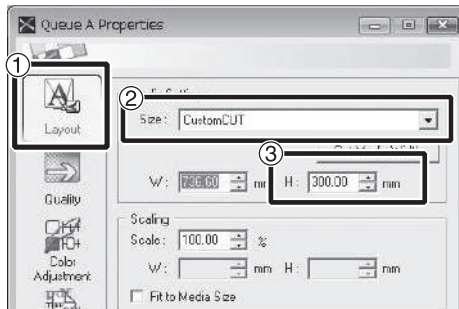 Queue A Properties
①
Layout
②
Size : CustomCUT
③
W : mm H : 300.00 mm
Quality
Scaling
Scale : 100.00 %
W : mm H : mm
Color
Adjustment
Fit to Media Size